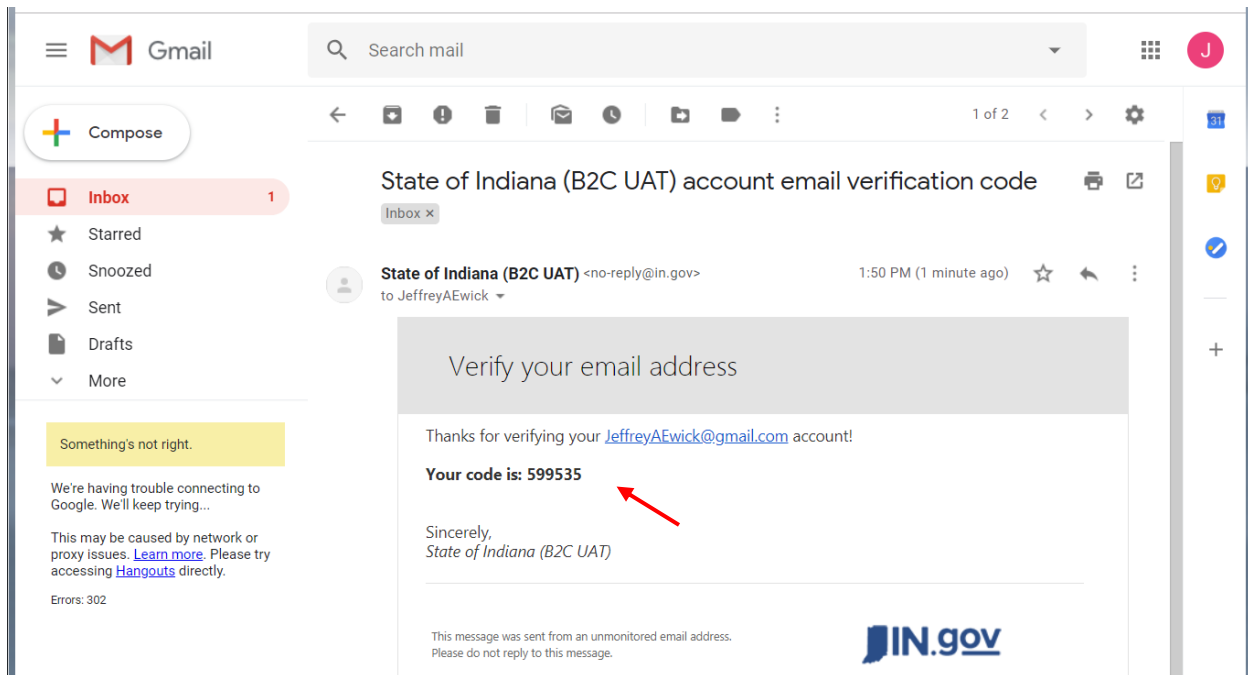 Gmail
Search mail
J
Compose
1 of 2
31
Inbox 1
Starred
Snoozed
Sent
Drafts
More
State of Indiana (B2C UAT) account email verification code
Inbox ×
State of Indiana (B2C UAT) <no-reply@in.gov> 1:50 PM (1 minute ago)
to JeffreyAEwick
Verify your email address
Thanks for verifying your JeffreyAEwick@gmail.com account!
Your code is: 599535
Sincerely,
State of Indiana (B2C UAT)
This message was sent from an unmonitored email address.
Please do not reply to this message.
IN.gov
Something's not right.
We're having trouble connecting to
Google. We'll keep trying...
This may be caused by network or
proxy issues. Learn more. Please try
accessing Hangouts directly.
Errors: 302